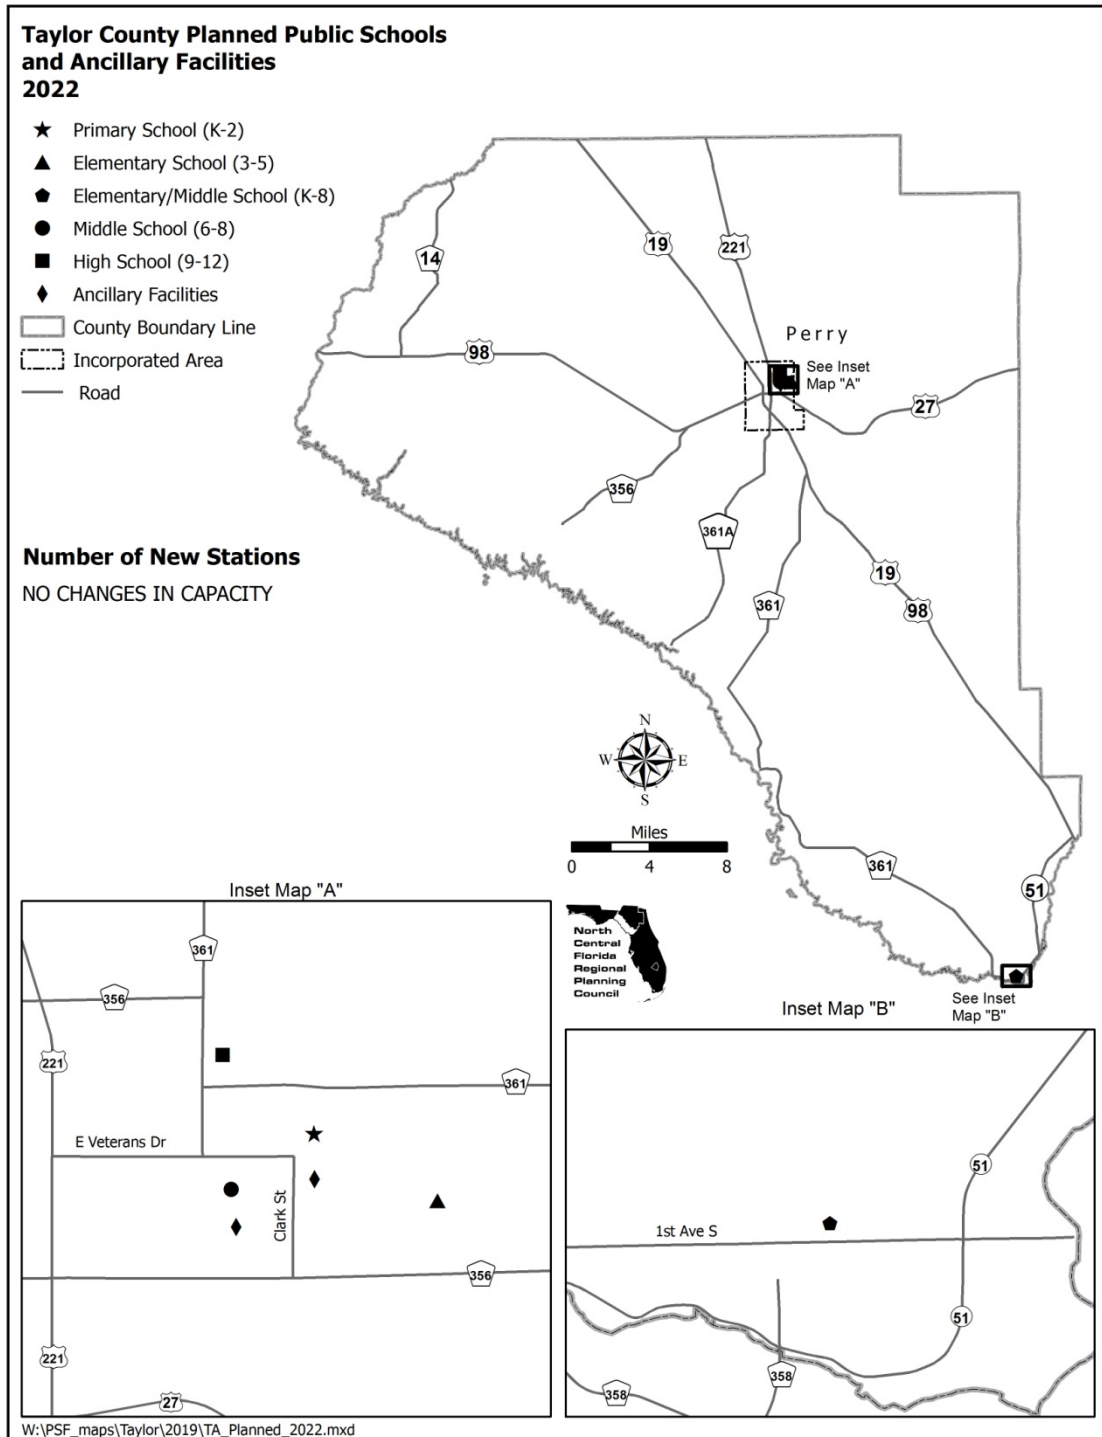 Taylor County Planned Public Schools
and Ancillary Facilities
2022
Primary School (K-2)
Elementary School (3-5)
Elementary/Middle School (K-8)
Middle School (6-8)
High School (9-12)
Ancillary Facilities
County Boundary Line
Incorporated Area
Road
14
19
221
98
Perry
See Inset
Map "A"
27
356
361A
361
19
98
Number of New Stations
NO CHANGES IN CAPACITY
N
W
E
S
Miles
0
4
8
361
51
See Inset
Map "B"
North
Central
Florida
Regional
Planning
Council
Inset Map "A"
361
356
221
361
E Veterans Dr
Clark St
356
221
27
Inset Map "B"
51
1st Ave S
51
358
358
W:\PSF_maps\Taylor\2019\TA_Planned_2022.mxd